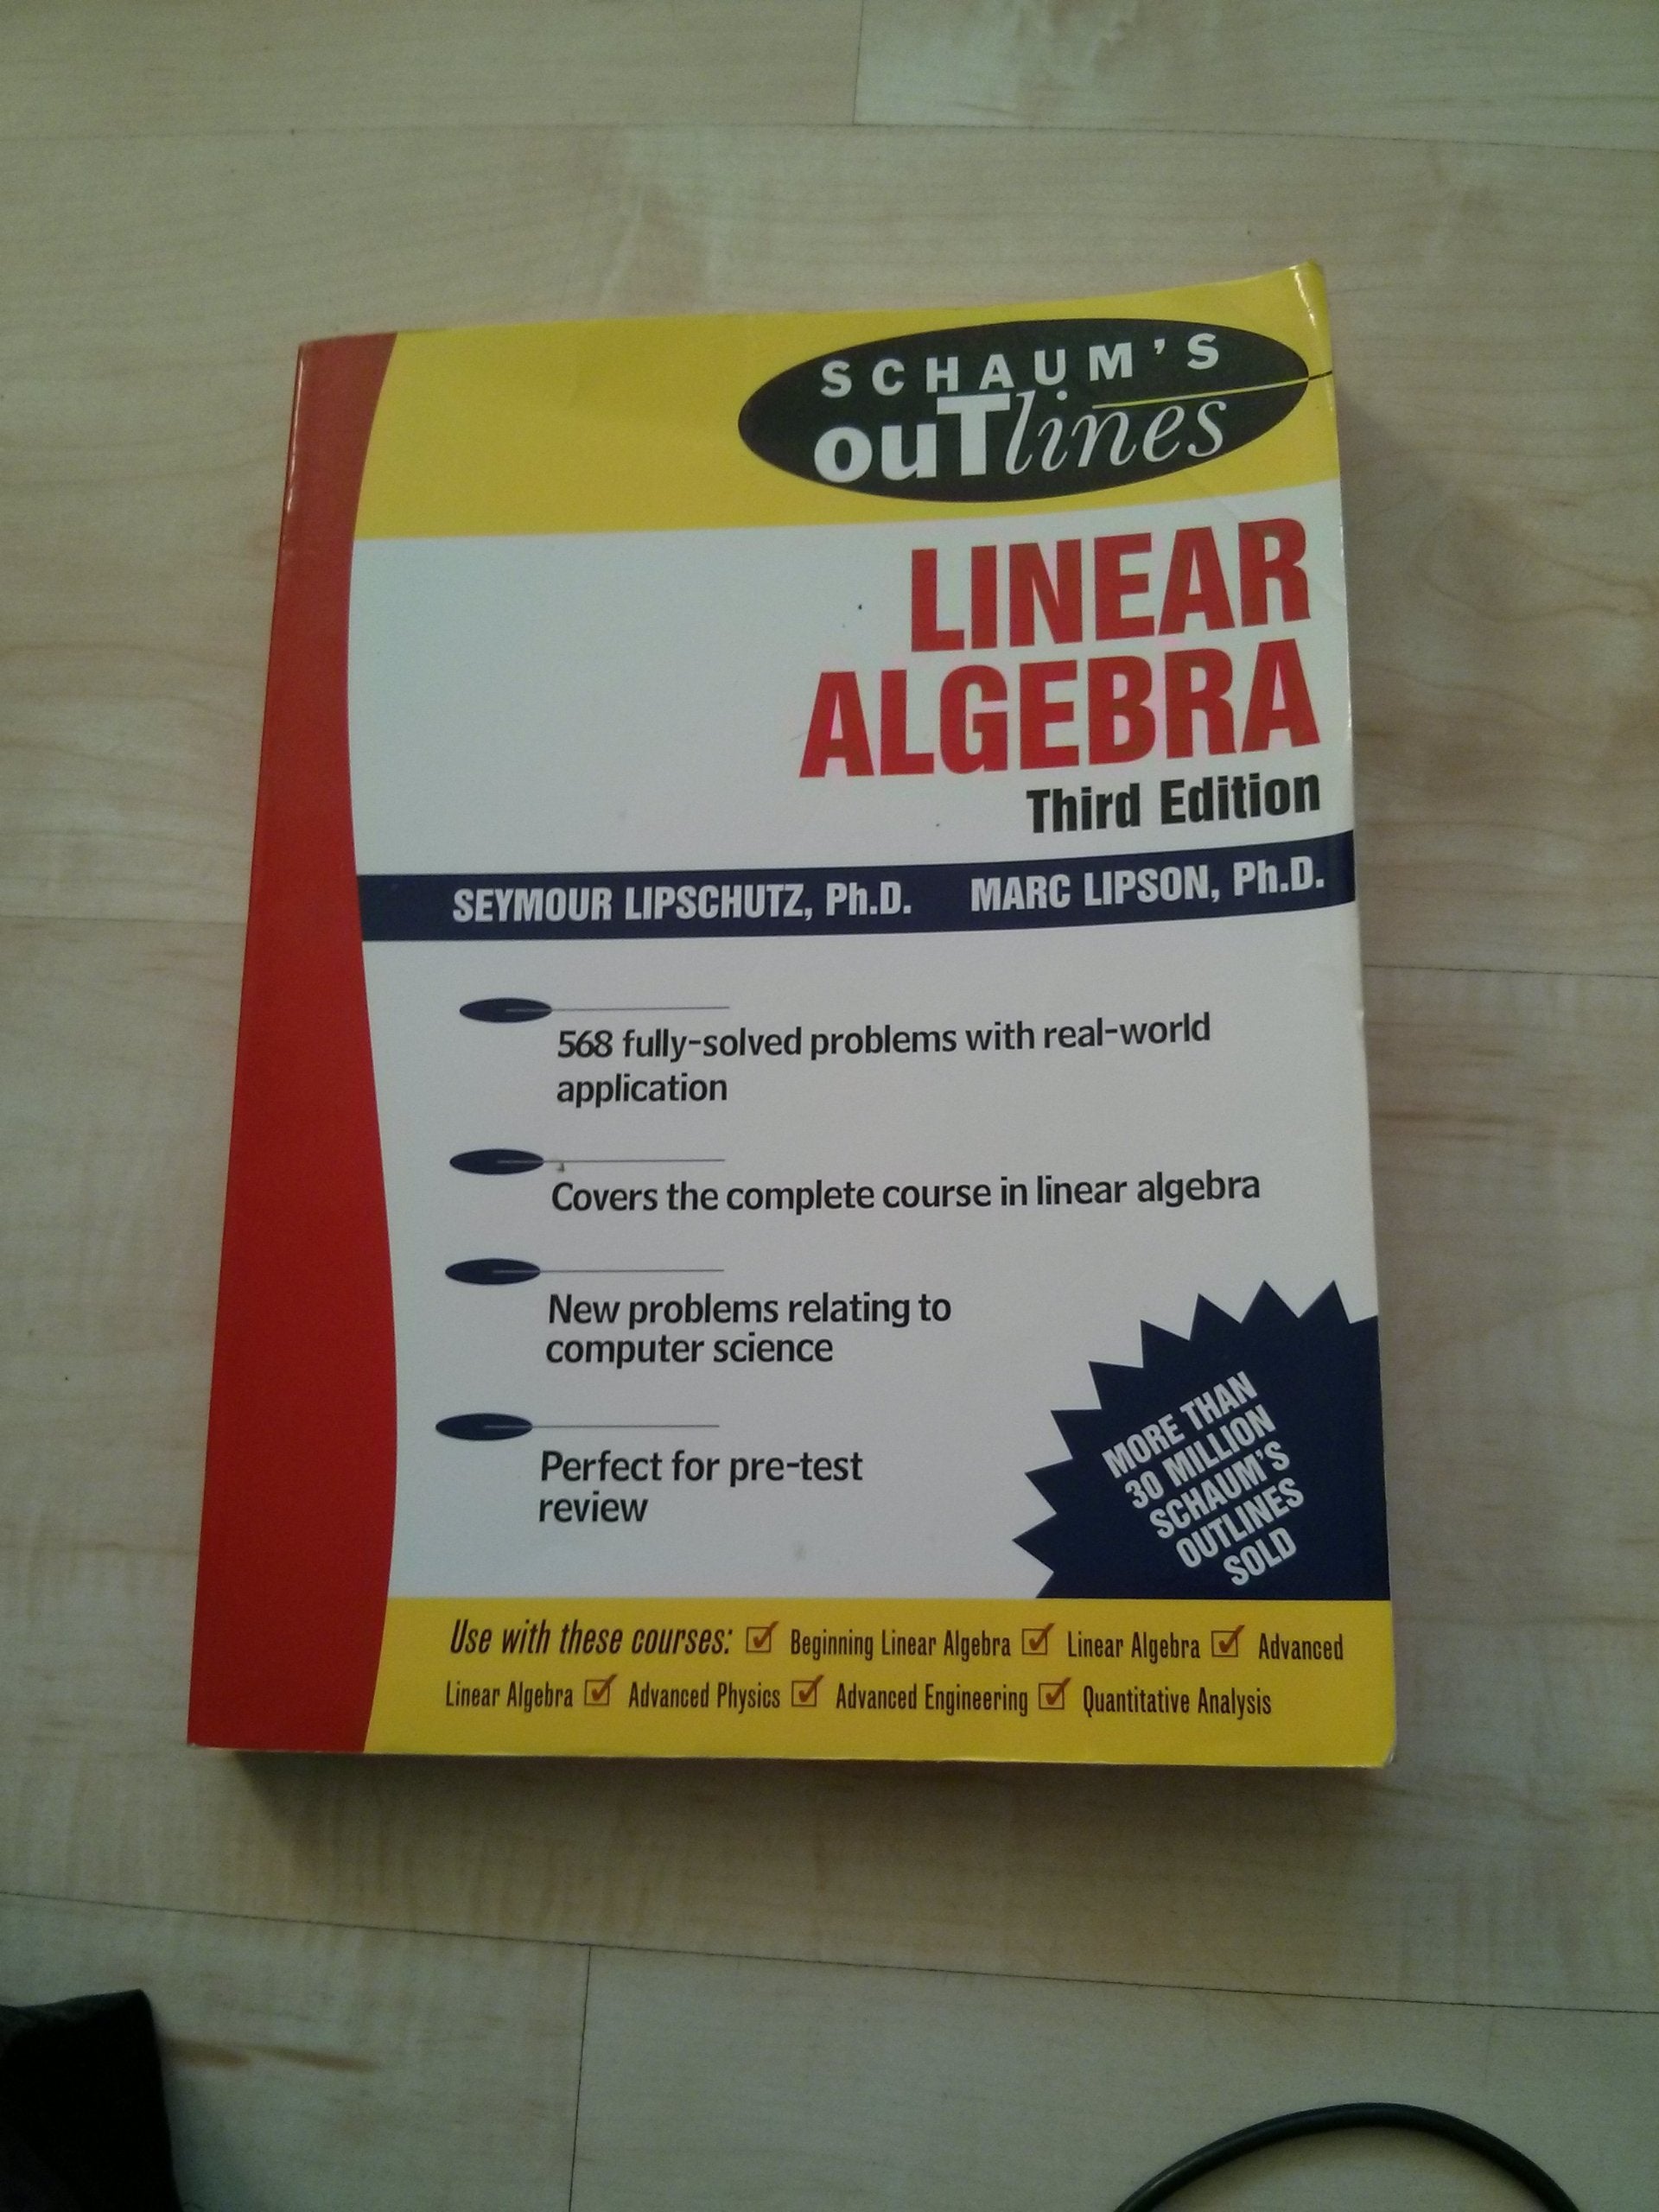 SCHAUM'S
ouTlines
LINEAR
ALGEBRA
Third Edition
SEYMOUR LIPSCHUTZ, Ph.D. MARC LIPSON, Ph.D.
568 fully-solved problems with real-world
application
Covers the complete course in linear algebra
New problems relating to
computer science
Perfect for pre-test
review
MORE THAN
30 MILLION
SCHAUM'S
OUTLINES
SOLD
Use with these courses: ☑ Beginning Linear Algebra ☑ Linear Algebra ☑ Advanced
Linear Algebra ☑ Advanced Physics ☑ Advanced Engineering ☑ Quantitative Analysis